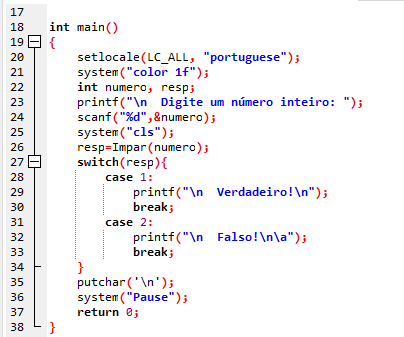 17
18 int main()
19 {
20 setlocale(LC_ALL, "portuguese");
21 system("color 1f");
22 int numero, resp;
23 printf("\n  Digite um número inteiro: ");
24 scanf("%d",&numero);
25 system("cls");
26 resp=Impar(numero);
27 switch(resp){
28 case 1:
29 printf("\n  Verdadeiro!\n");
30 break;
31 case 2:
32 printf("\n  Falso!\n\a");
33 break;
34 }
35 putchar('\n');
36 system("Pause");
37 return 0;
38 }